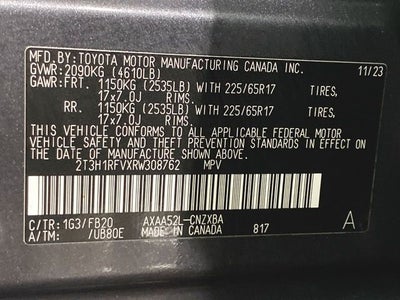 MFD.BY: TOYOTA MOTOR MANUFACTURING CANADA INC. 11/23
GVWR: 2090KG (4610LB)
GAWR: FRT. 1150KG (2535LB) WITH 225/65R17 TIRES,
17x7.0J RIMS.
RR. 1150KG (2535LB) WITH 225/65R17 TIRES,
17x7.0J RIMS.
THIS VEHICLE CONFORMS TO ALL APPLICABLE FEDERAL MOTOR
VEHICLE SAFETY AND THEFT PREVENTION STANDARDS IN EFFECT ON
THE DATE OF MANUFACTURE SHOWN ABOVE.
2T3H1RFVXRW308762 MPV
C/TR: 1G3/FB20 AXAA52L-CNZXBA A
A/TM: /UB80E MADE IN CANADA 817